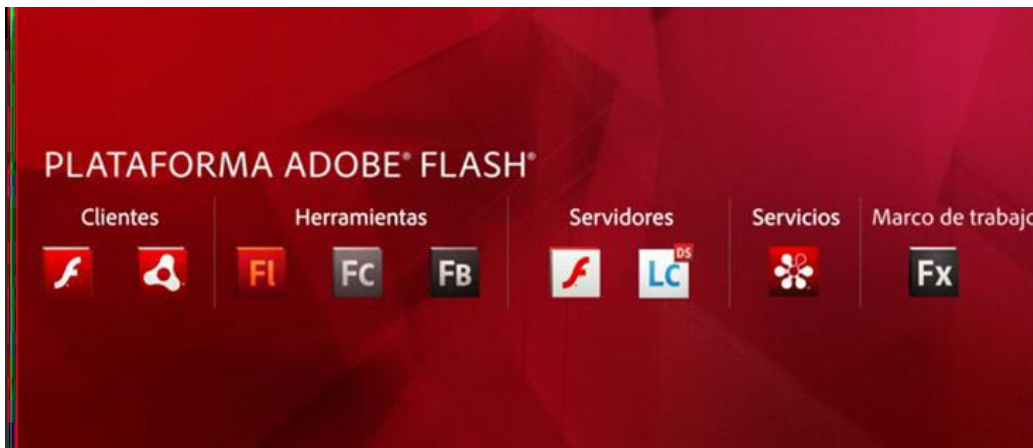 PLATAFORMA ADOBE® FLASH®
Clientes Herramientas Servidores Servicios Marco de trabajo
Fl Fc FB LC DS Fx